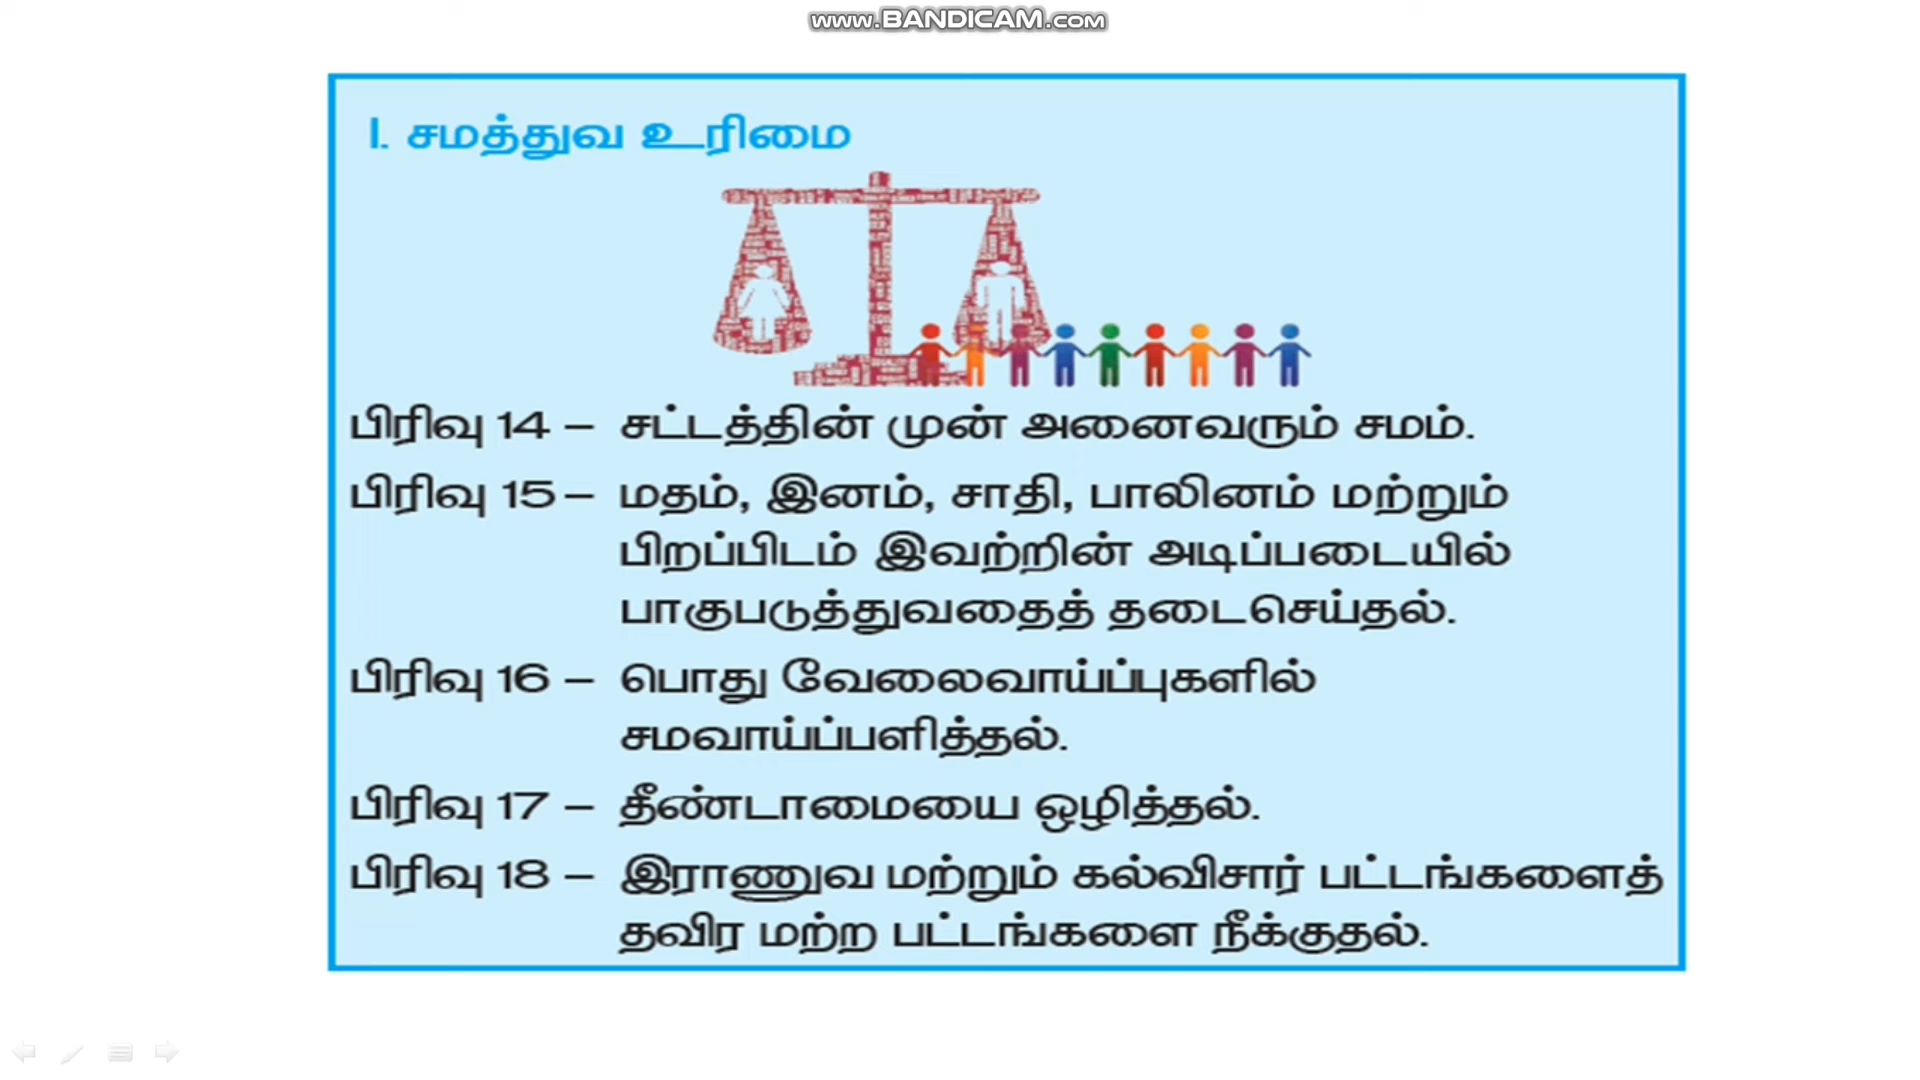 www.BANDICAM.com
I. சமத்துவ உரிமை
பிரிவு 14 – சட்டத்தின் முன் அனைவரும் சமம்.
பிரிவு 15 – மதம், இனம், சாதி, பாலினம் மற்றும்
பிறப்பிடம் இவற்றின் அடிப்படையில்
பாகுபடுத்துவதைத் தடைசெய்தல்.
பிரிவு 16 – பொது வேலைவாய்ப்புகளில்
சமவாய்ப்பளித்தல்.
பிரிவு 17 – தீண்டாமையை ஒழித்தல்.
பிரிவு 18 – இராணுவ மற்றும் கல்விசார் பட்டங்களைத்
தவிர மற்ற பட்டங்களை நீக்குதல்.